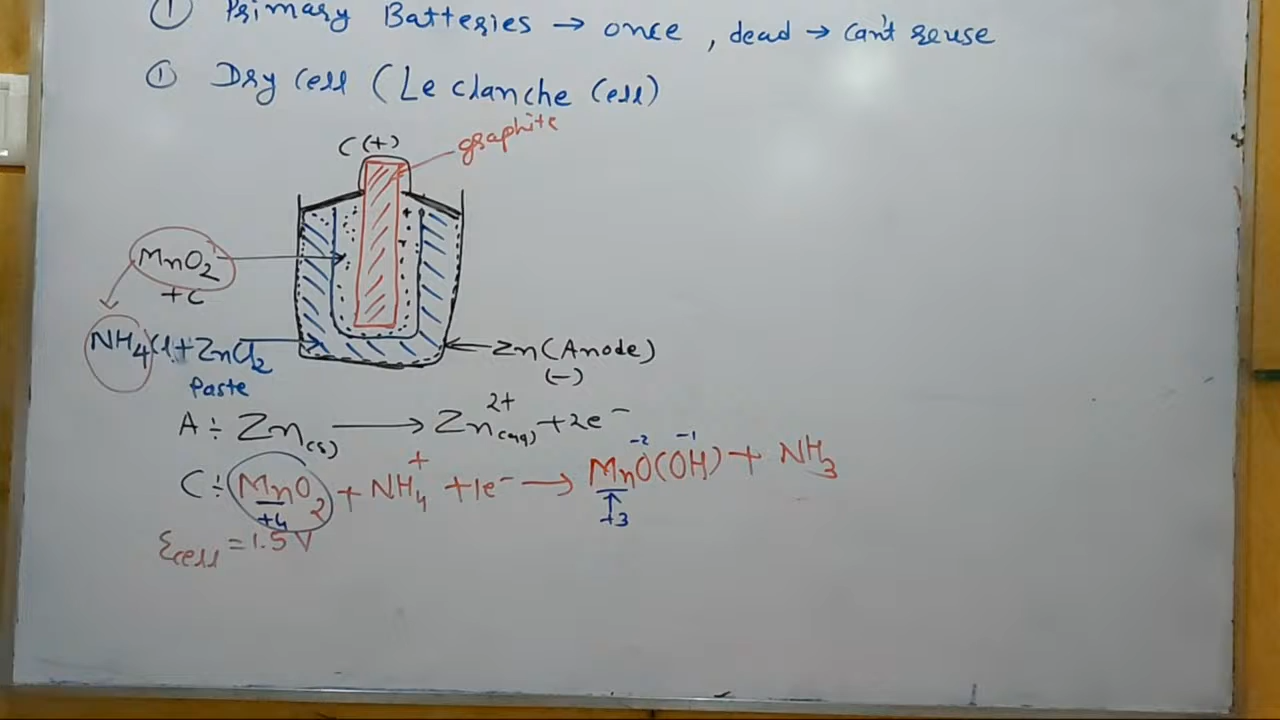 ① Primary Batteries → once , dead → can't reuse
① Dry Cell (Le clanche Cell)
C (+)
graphite
MnO₂
+C
NH₄Cl + ZnCl₂
Paste
Zn (Anode)
(-)
A ÷ Zn(s) ⟶ Zn²⁺(aq) + 2e⁻
C ÷ MnO₂ + NH₄⁺ + 1e⁻ ⟶ MnO(OH) + NH₃
-2 -1
+4 +3
Ecell = 1.5 V